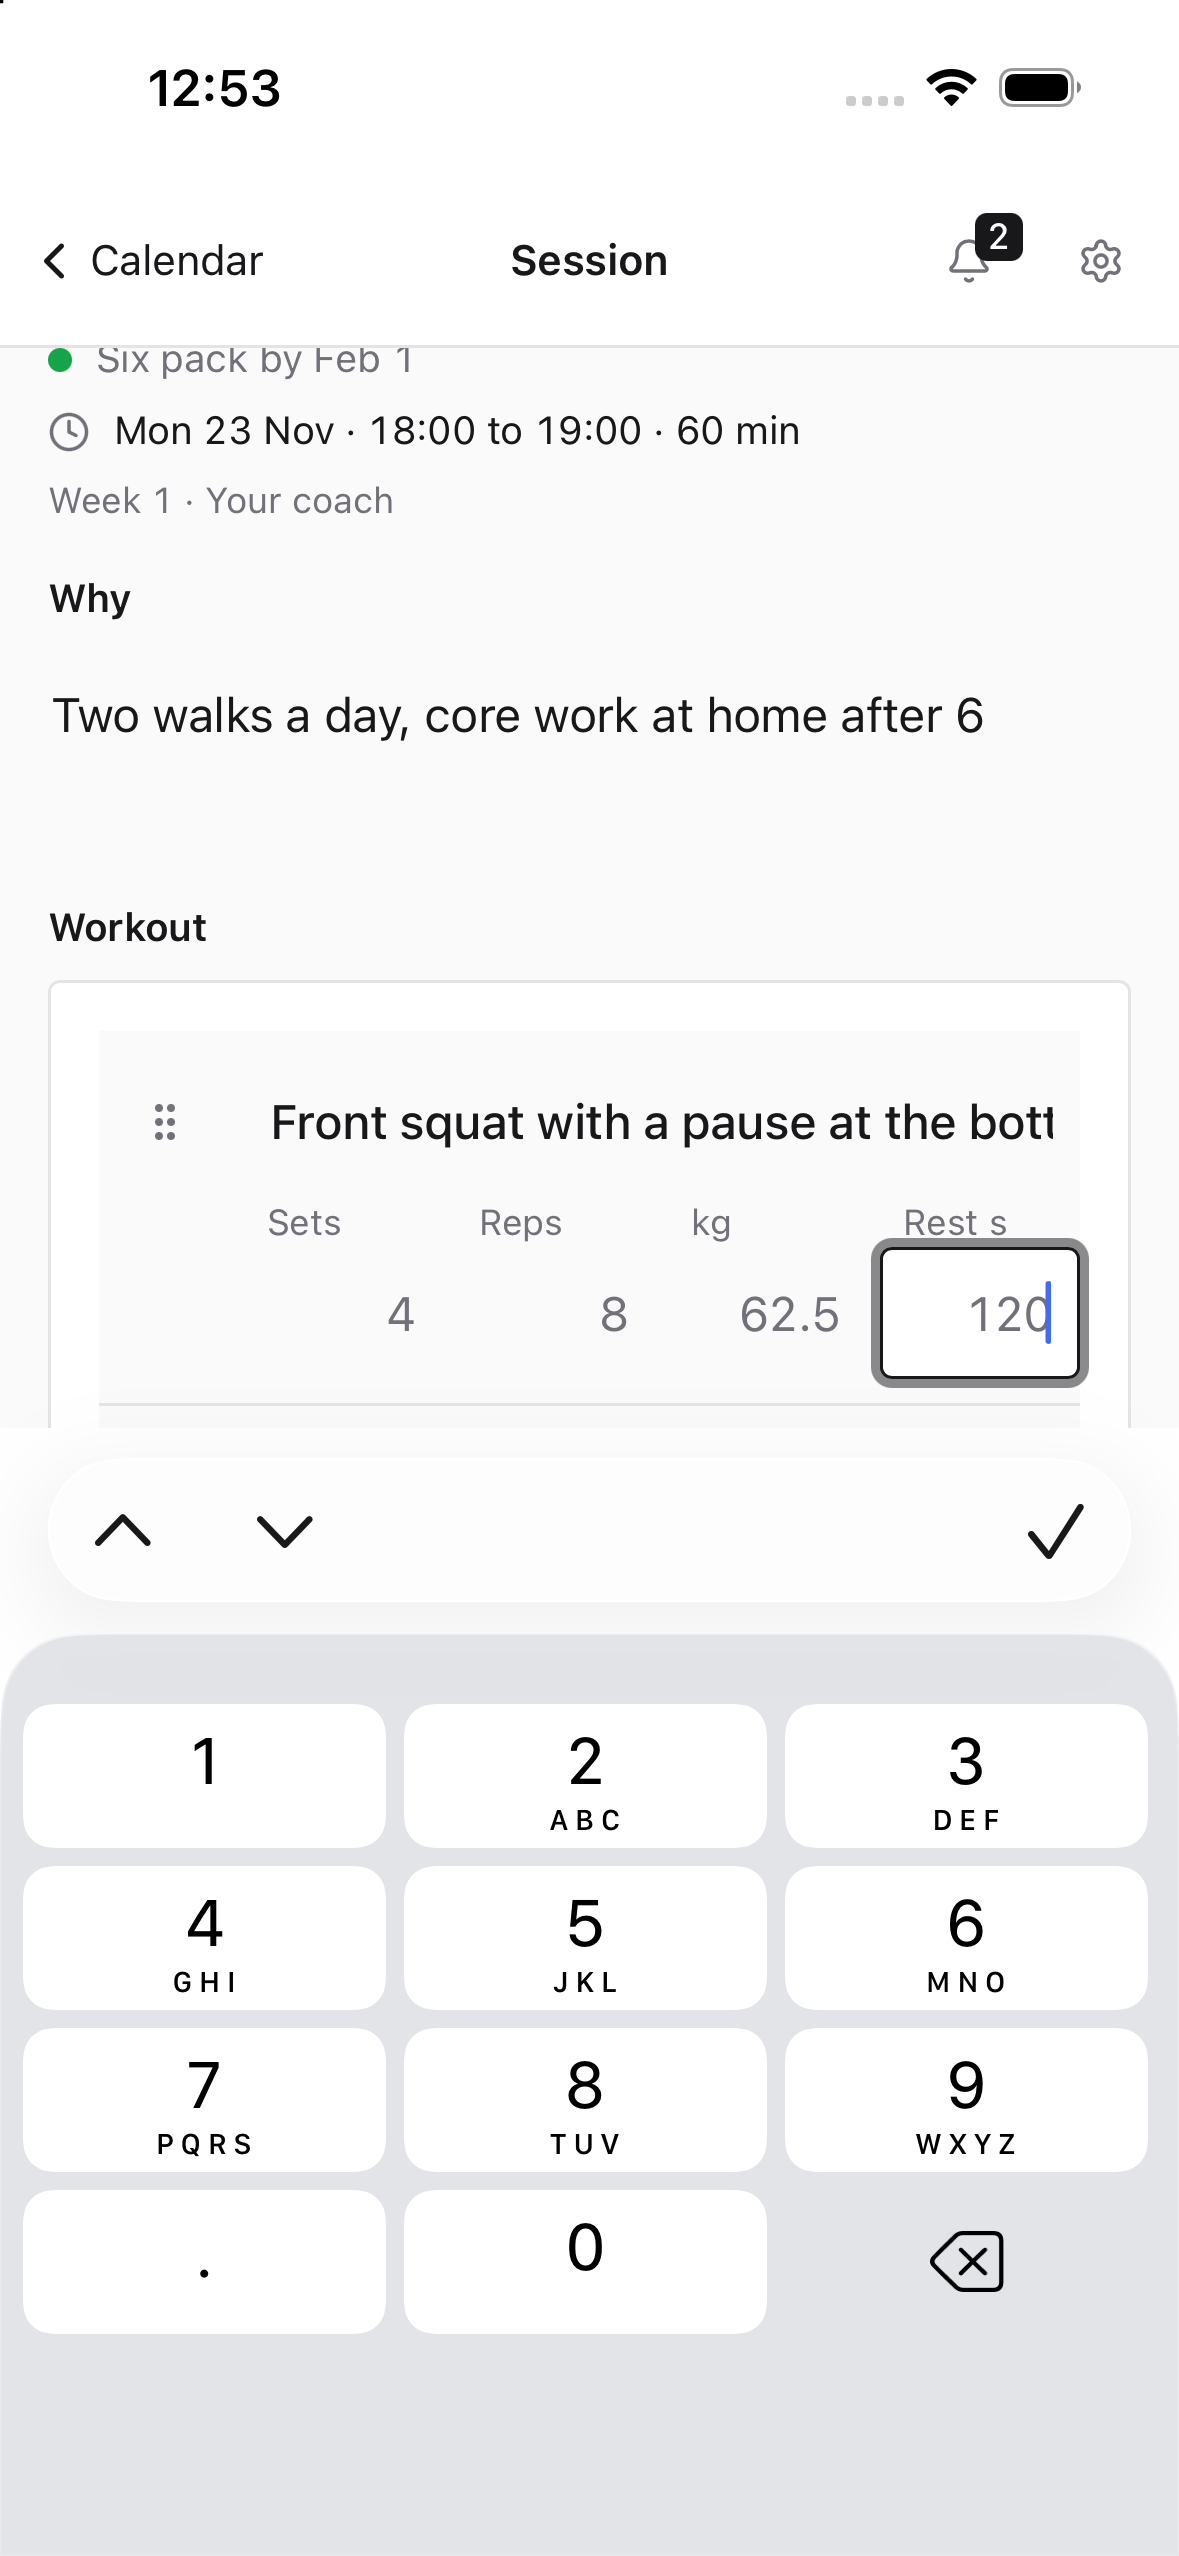 12:53
Calendar
Session
2
Six pack by Feb 1
Mon 23 Nov · 18:00 to 19:00 · 60 min
Week 1 · Your coach
Why
Two walks a day, core work at home after 6
Workout
Front squat with a pause at the bott
Sets Reps kg Rest s
4 8 62.5 120
1 2 3
ABC DEF
4 5 6
GHI JKL MNO
7 8 9
PQRS TUV WXYZ
. 0